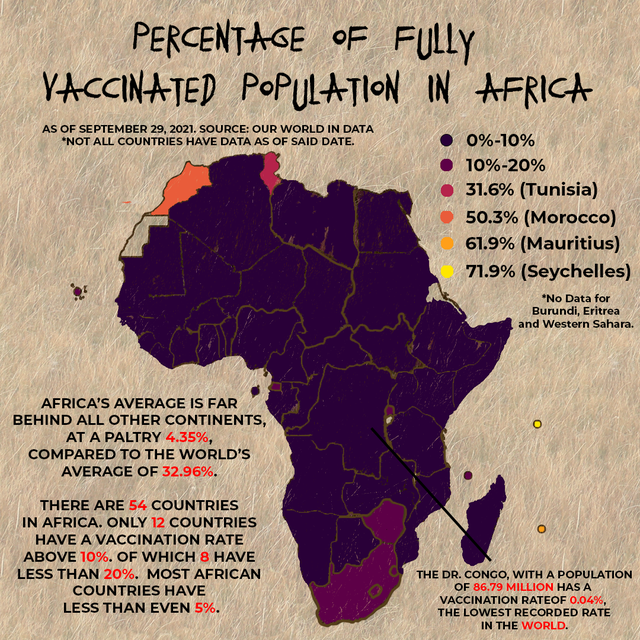 PERCENTAGE OF FULLY
VACCINATED POPULATION IN AFRICA
AS OF SEPTEMBER 29, 2021. SOURCE: OUR WORLD IN DATA
*NOT ALL COUNTRIES HAVE DATA AS OF SAID DATE.
0%-10%
10%-20%
31.6% (Tunisia)
50.3% (Morocco)
61.9% (Mauritius)
71.9% (Seychelles)
*No Data for
Burundi, Eritrea
and Western Sahara.
AFRICA'S AVERAGE IS FAR
BEHIND ALL OTHER CONTINENTS,
AT A PALTRY 4.35%,
COMPARED TO THE WORLD'S
AVERAGE OF 32.96%.
THERE ARE 54 COUNTRIES
IN AFRICA. ONLY 12 COUNTRIES
HAVE A VACCINATION RATE
ABOVE 10%. OF WHICH 8 HAVE
LESS THAN 20%. MOST AFRICAN
COUNTRIES HAVE
LESS THAN EVEN 5%.
THE DR. CONGO, WITH A POPULATION
OF 86.79 MILLION HAS A
VACCINATION RATEOF 0.04%,
THE LOWEST RECORDED RATE
IN THE WORLD.